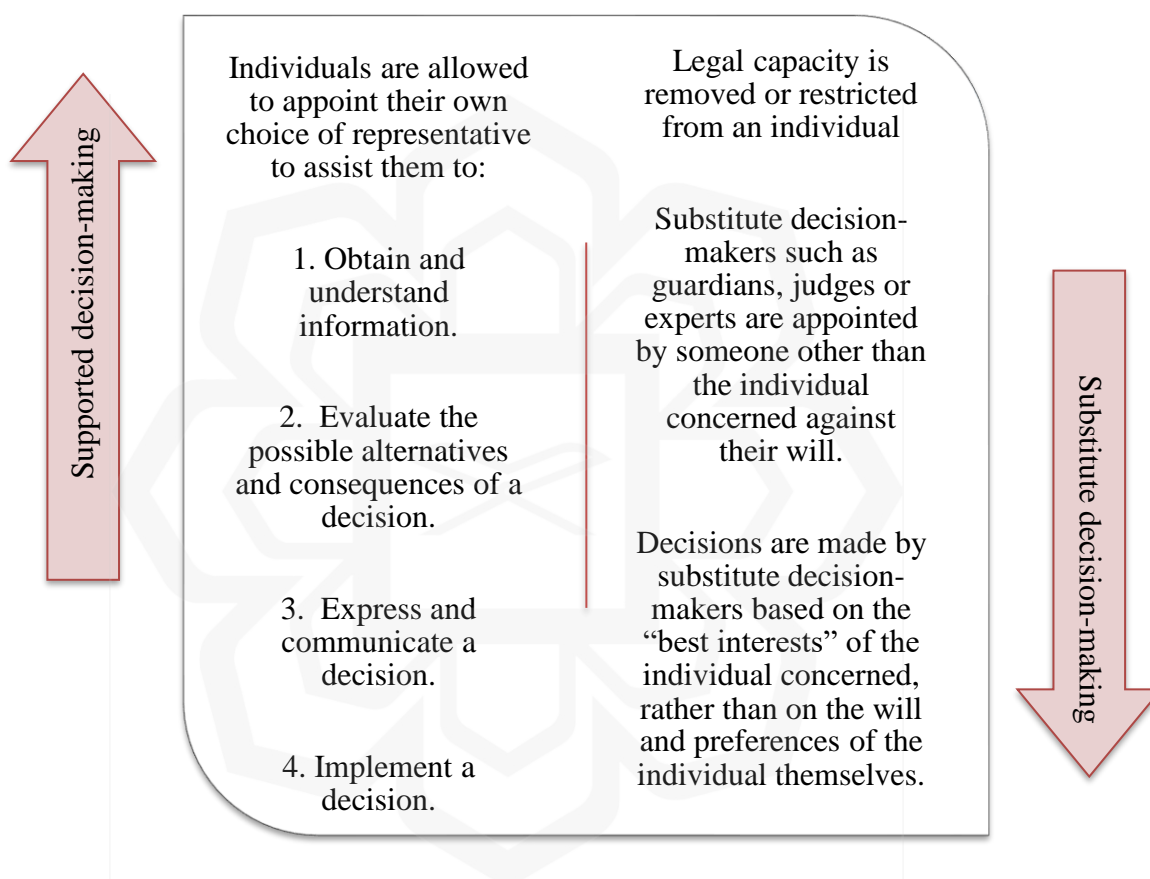 Supported decision-making
Individuals are allowed
to appoint their own
choice of representative
to assist them to:
1. Obtain and
understand
information.
2.  Evaluate the
possible alternatives
and consequences of a
decision.
3.  Express and
communicate a
decision.
4. Implement a
decision.
Legal capacity is
removed or restricted
from an individual
Substitute decision-
makers such as
guardians, judges or
experts are appointed
by someone other than
the individual
concerned against
their will.
Decisions are made by
substitute decision-
makers based on the
“best interests” of the
individual concerned,
rather than on the will
and preferences of the
individual themselves.
Substitute decision-making